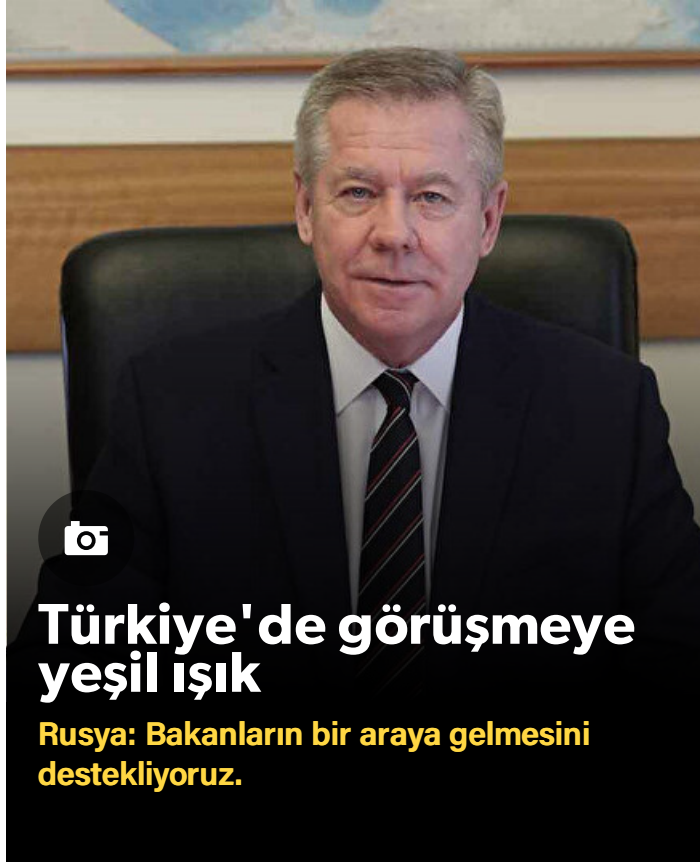 Türkiye'de görüşmeye
yeşil ışık
Rusya: Bakanların bir araya gelmesini
destekliyoruz.